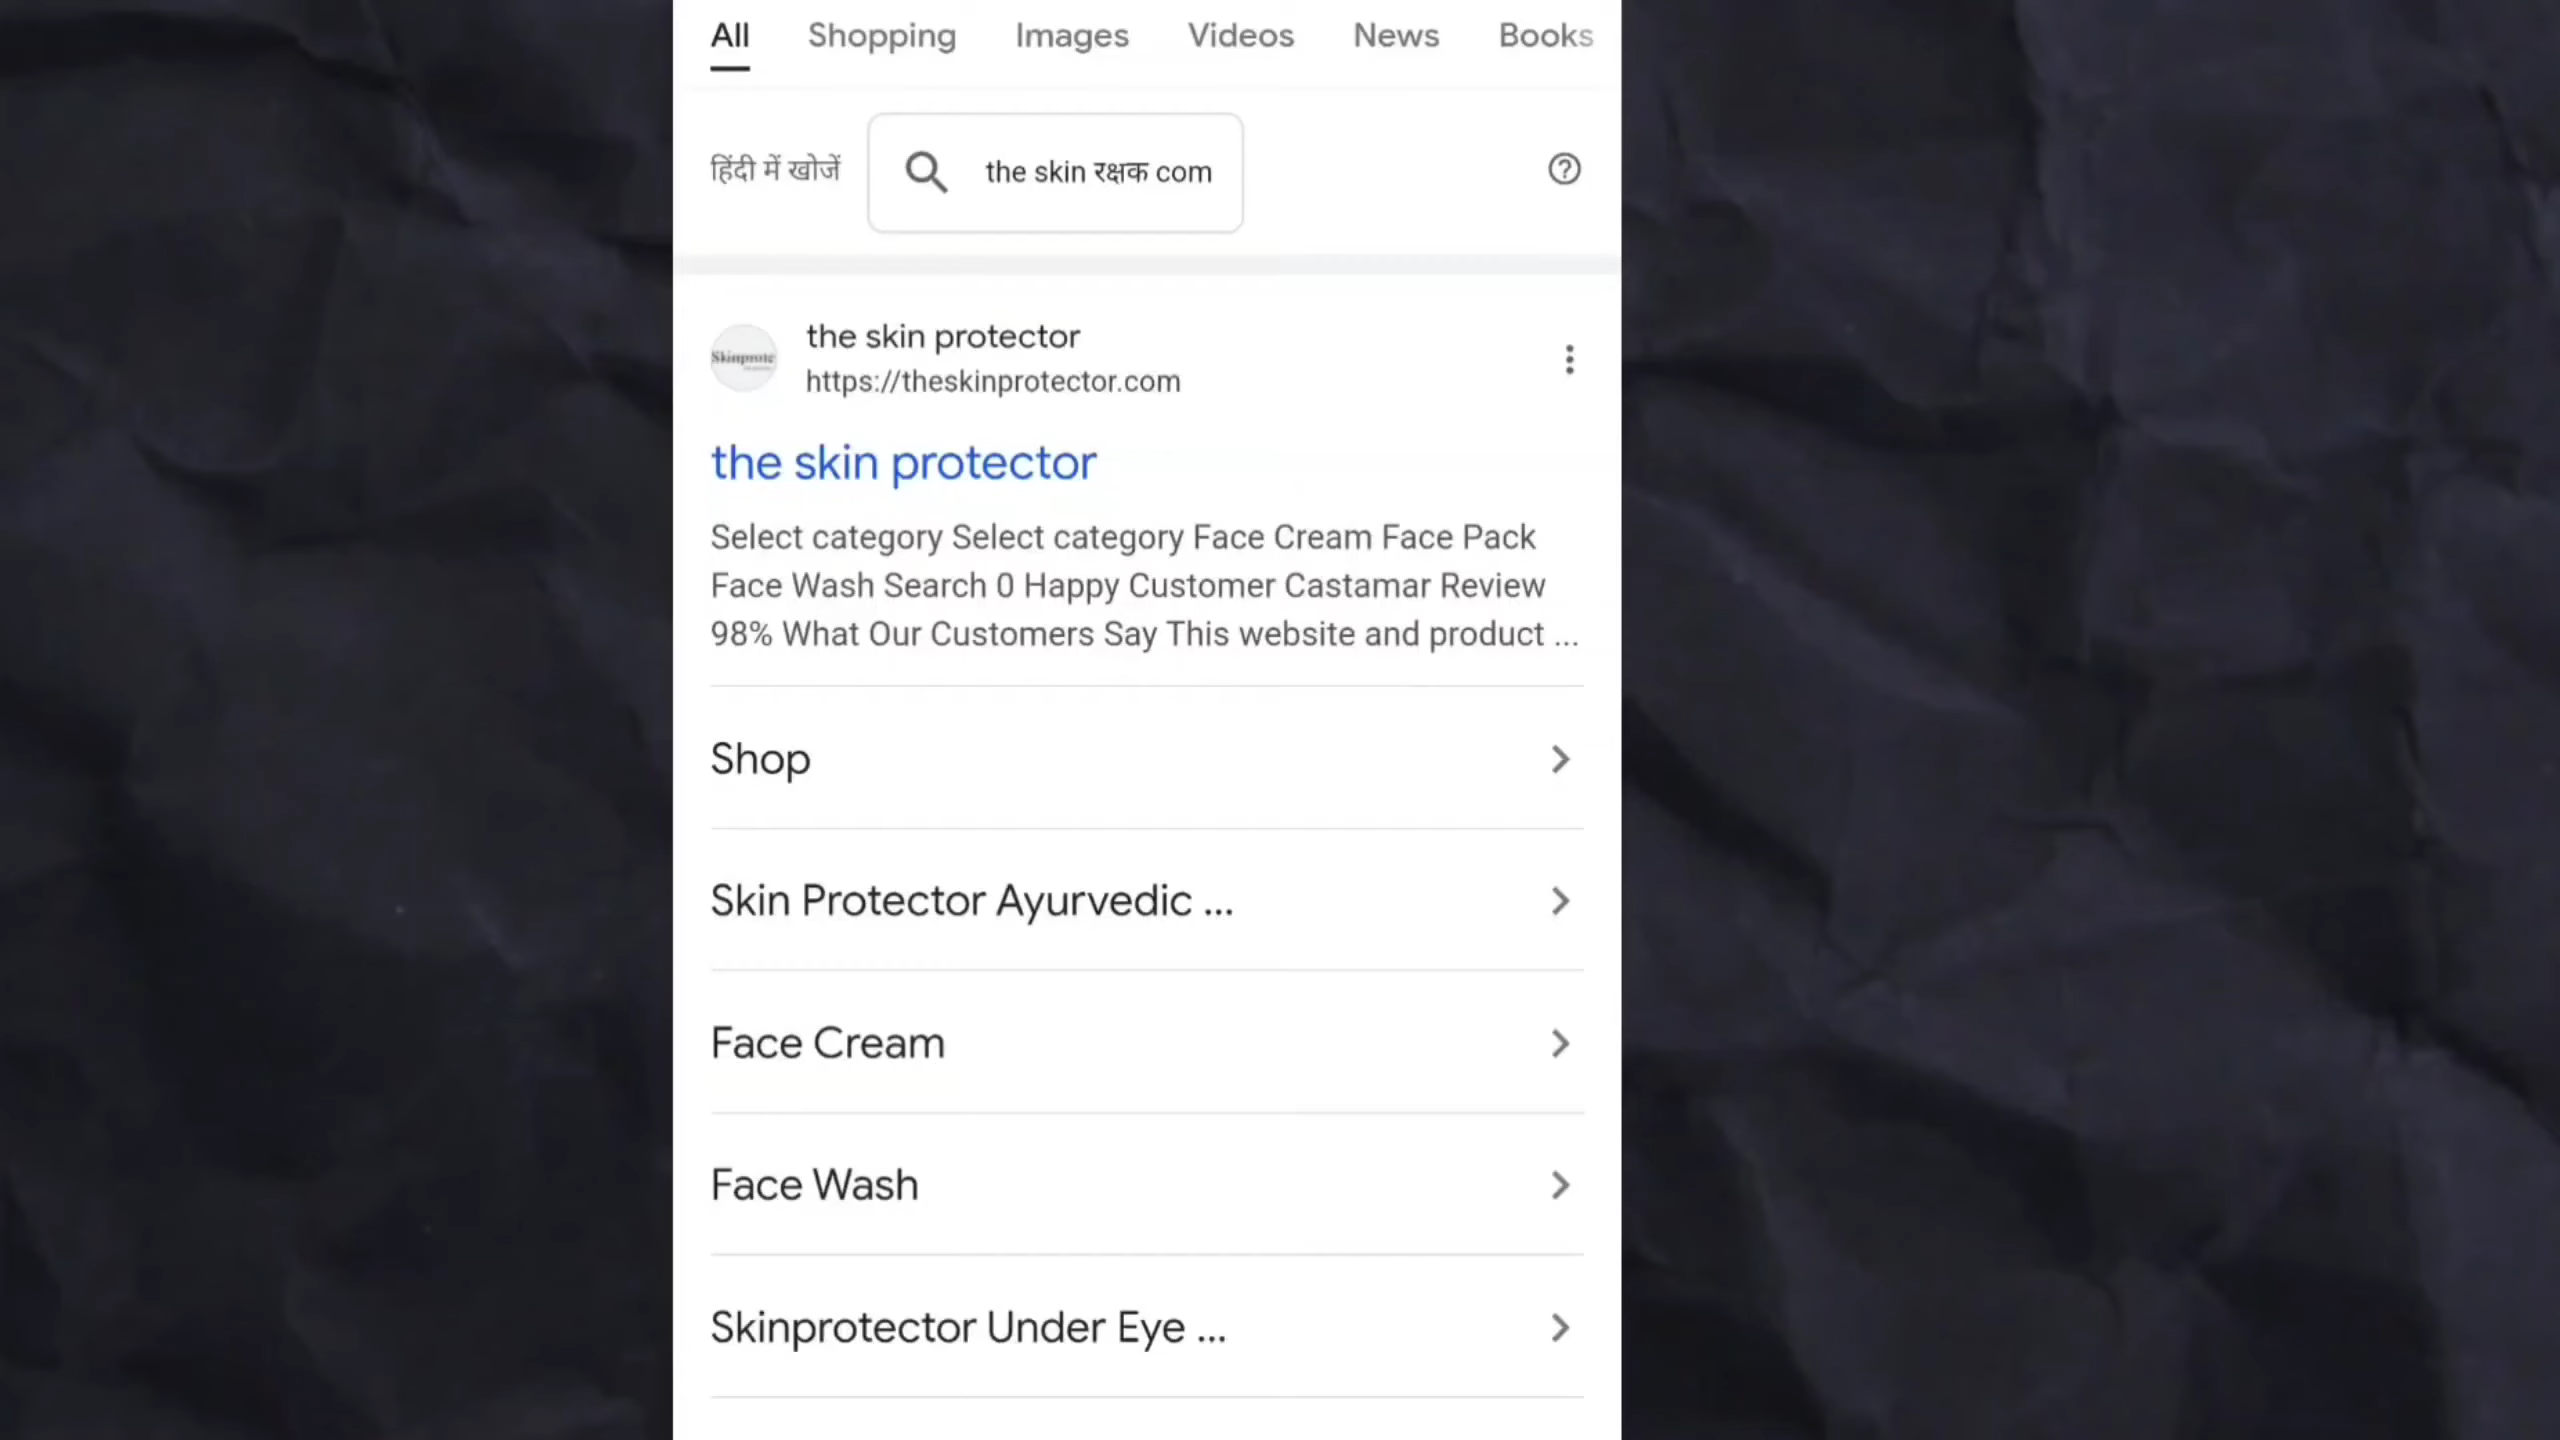 All Shopping Images Videos News Books
हिंदी में खोजें the skin रक्षक com
Skinprote
the skin protector
https://theskinprotector.com
the skin protector
Select category Select category Face Cream Face Pack
Face Wash Search 0 Happy Customer Castamar Review
98% What Our Customers Say This website and product ...
Shop
Skin Protector Ayurvedic ...
Face Cream
Face Wash
Skinprotector Under Eye ...